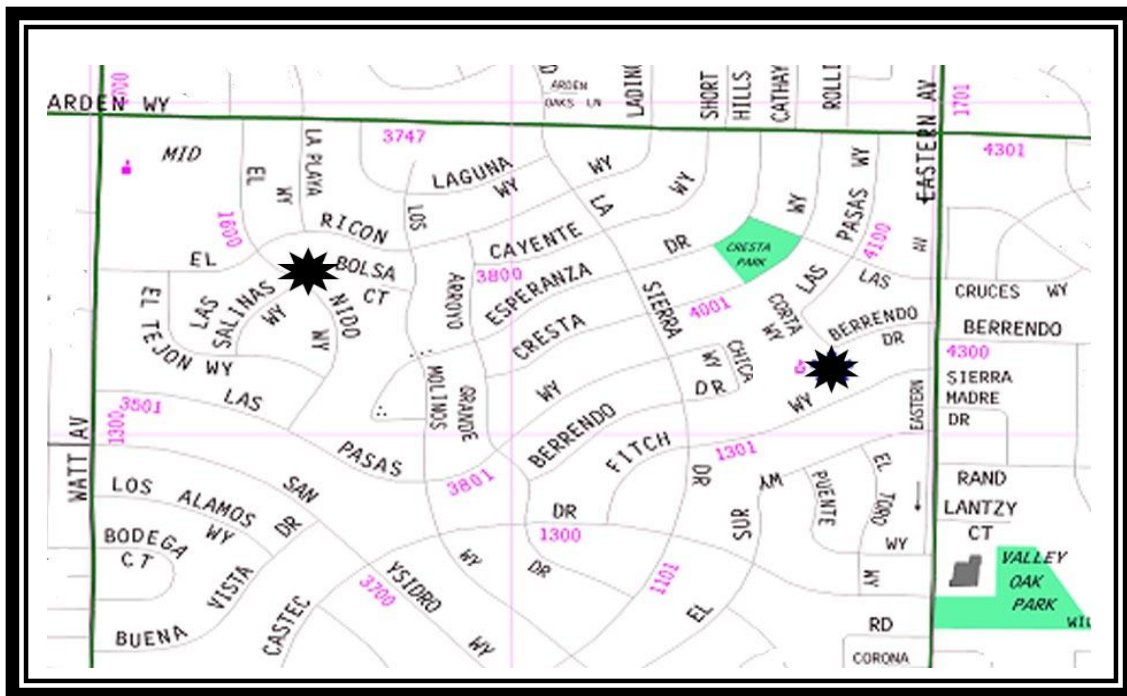 ARDEN WY
3747
ARDEN
OAKS LN
LADING
SHORT
HILLS
CATHAY
ROLLI
EASTERN AV
1701
4301
MID
EL
WY
LA PLAYA
LAGUNA
WY
WY
WY
LA
WY
PASAS WY
4100
AV
1600
RICON
LOS
CAYENTE
3800
DR
CRESTA
PARK
LAS
LAS
CRUCES WY
EL
BOLSA
CT
ARROYO
ESPERANZA
CRESTA
SIERRA
4001
CORTA
WY
BERRENDO
DR
BERRENDO
4300
EL TEJON WY
LAS
SALINAS
WY
NIDO
WY
MOLINOS
GRANDE
WY
WY
DR
CHICA
WY
EASTERN
SIERRA
MADRE
DR
3501
1300
WATT AV
LAS
PASAS
3801
BERRENDO
FITCH
DR
1301
WY
SUR
PUENTE
EL
TORO
WY
WY
RAND
LANTZY
CT
LOS
ALAMOS
WY
SAN
DR
BODEGA
CT
DR
1300
DR
WY
YSIDRO
3700
WY
1101
EL
VISTA
BUENA
CASTEC
VALLEY
OAK
PARK
RD
CORONA